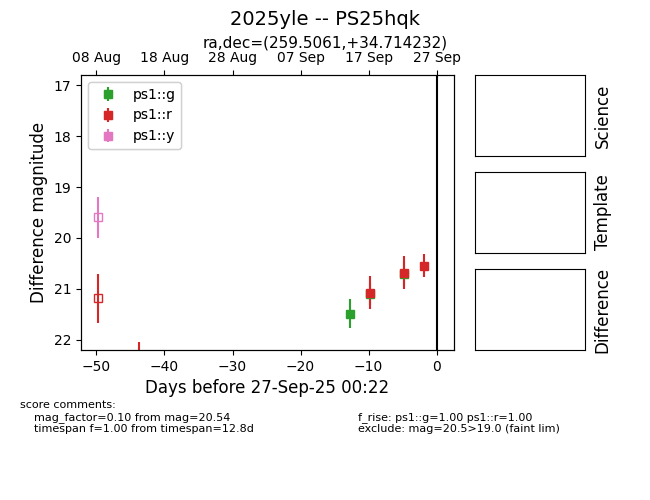 2025yle -- PS25hqk
ra,dec=(259.5061,+34.714232)
08 Aug 18 Aug 28 Aug 07 Sep 17 Sep 27 Sep
ps1::g
ps1::r
ps1::y
17
18
19
20
21
22
Difference magnitude
−50 −40 −30 −20 −10 0
Days before 27-Sep-25 00:22
Science
Template
Difference
score comments:
mag_factor=0.10 from mag=20.54
timespan f=1.00 from timespan=12.8d
f_rise: ps1::g=1.00 ps1::r=1.00
exclude: mag=20.5>19.0 (faint lim)